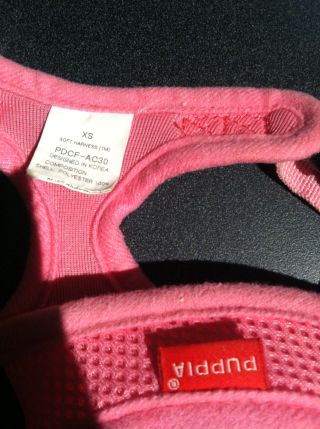 XS
SOFT HARNESS (TM)
PDCF-AC30
DESIGNED IN KOREA
COMPOSITION
SHELL: POLYESTER 100%
PUPPIA
®